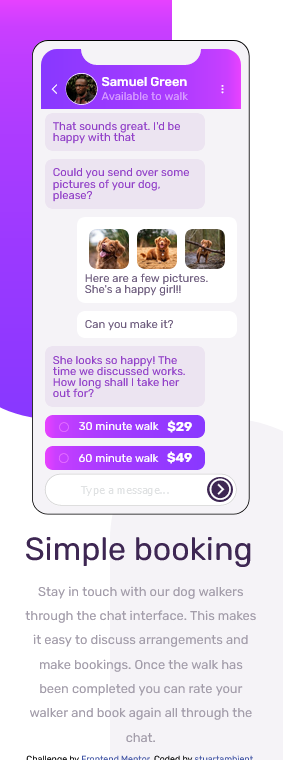 Samuel Green
Available to walk
That sounds great. I'd be
happy with that
Could you send over some
pictures of your dog,
please?
Here are a few pictures.
She's a happy girl!!
Can you make it?
She looks so happy! The
time we discussed works.
How long shall I take her
out for?
30 minute walk $29
60 minute walk $49
Type a message...
Simple booking
Stay in touch with our dog walkers
through the chat interface. This makes
it easy to discuss arrangements and
make bookings. Once the walk has
been completed you can rate your
walker and book again all through the
chat.
Challenge by Frontend Mentor. Coded by stuartambient.